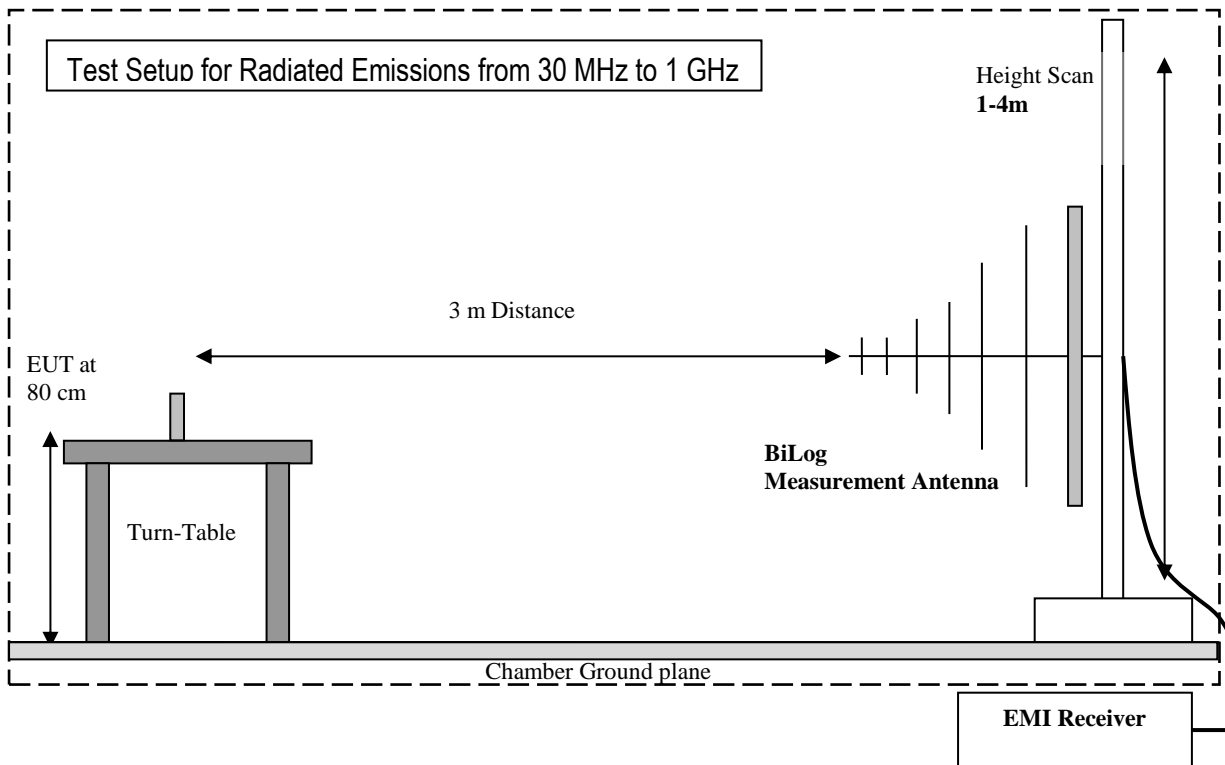 Test Setup for Radiated Emissions from 30 MHz to 1 GHz
Height Scan
1-4m
3 m Distance
EUT at
80 cm
BiLog
Measurement Antenna
Turn-Table
Chamber Ground plane
EMI Receiver